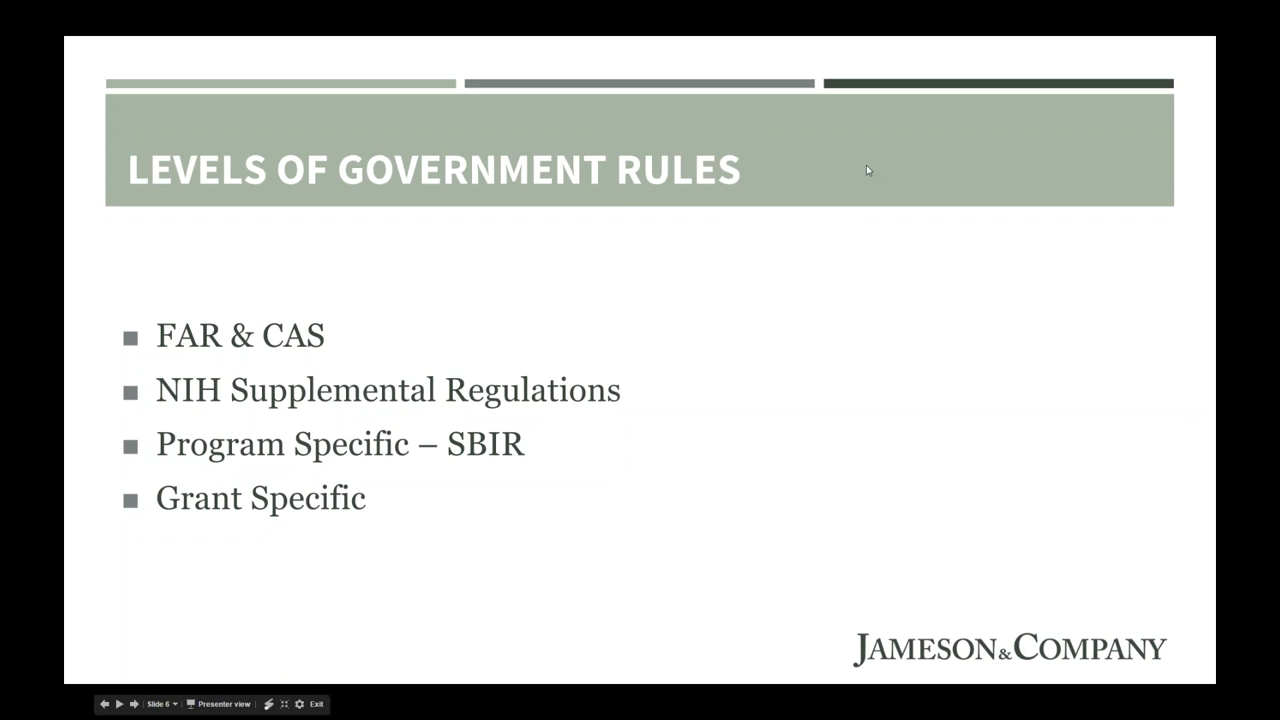 LEVELS OF GOVERNMENT RULES
FAR & CAS
NIH Supplemental Regulations
Program Specific – SBIR
Grant Specific
JAMESON&COMPANY
Slide 6 Presenter view Exit